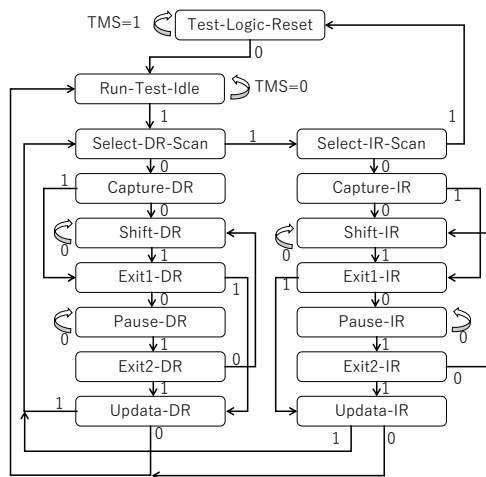 TMS=1
Test-Logic-Reset
0
Run-Test-Idle
TMS=0
1
1
Select-DR-Scan
1
Select-IR-Scan
0
0
1
Capture-DR
Capture-IR
1
0
0
Shift-DR
Shift-IR
0
1
0
1
Exit1-DR
1
1
Exit1-IR
0
0
Pause-DR
Pause-IR
0
1
1
0
Exit2-DR
0
Exit2-IR
0
1
1
1
Updata-DR
Updata-IR
0
1
0